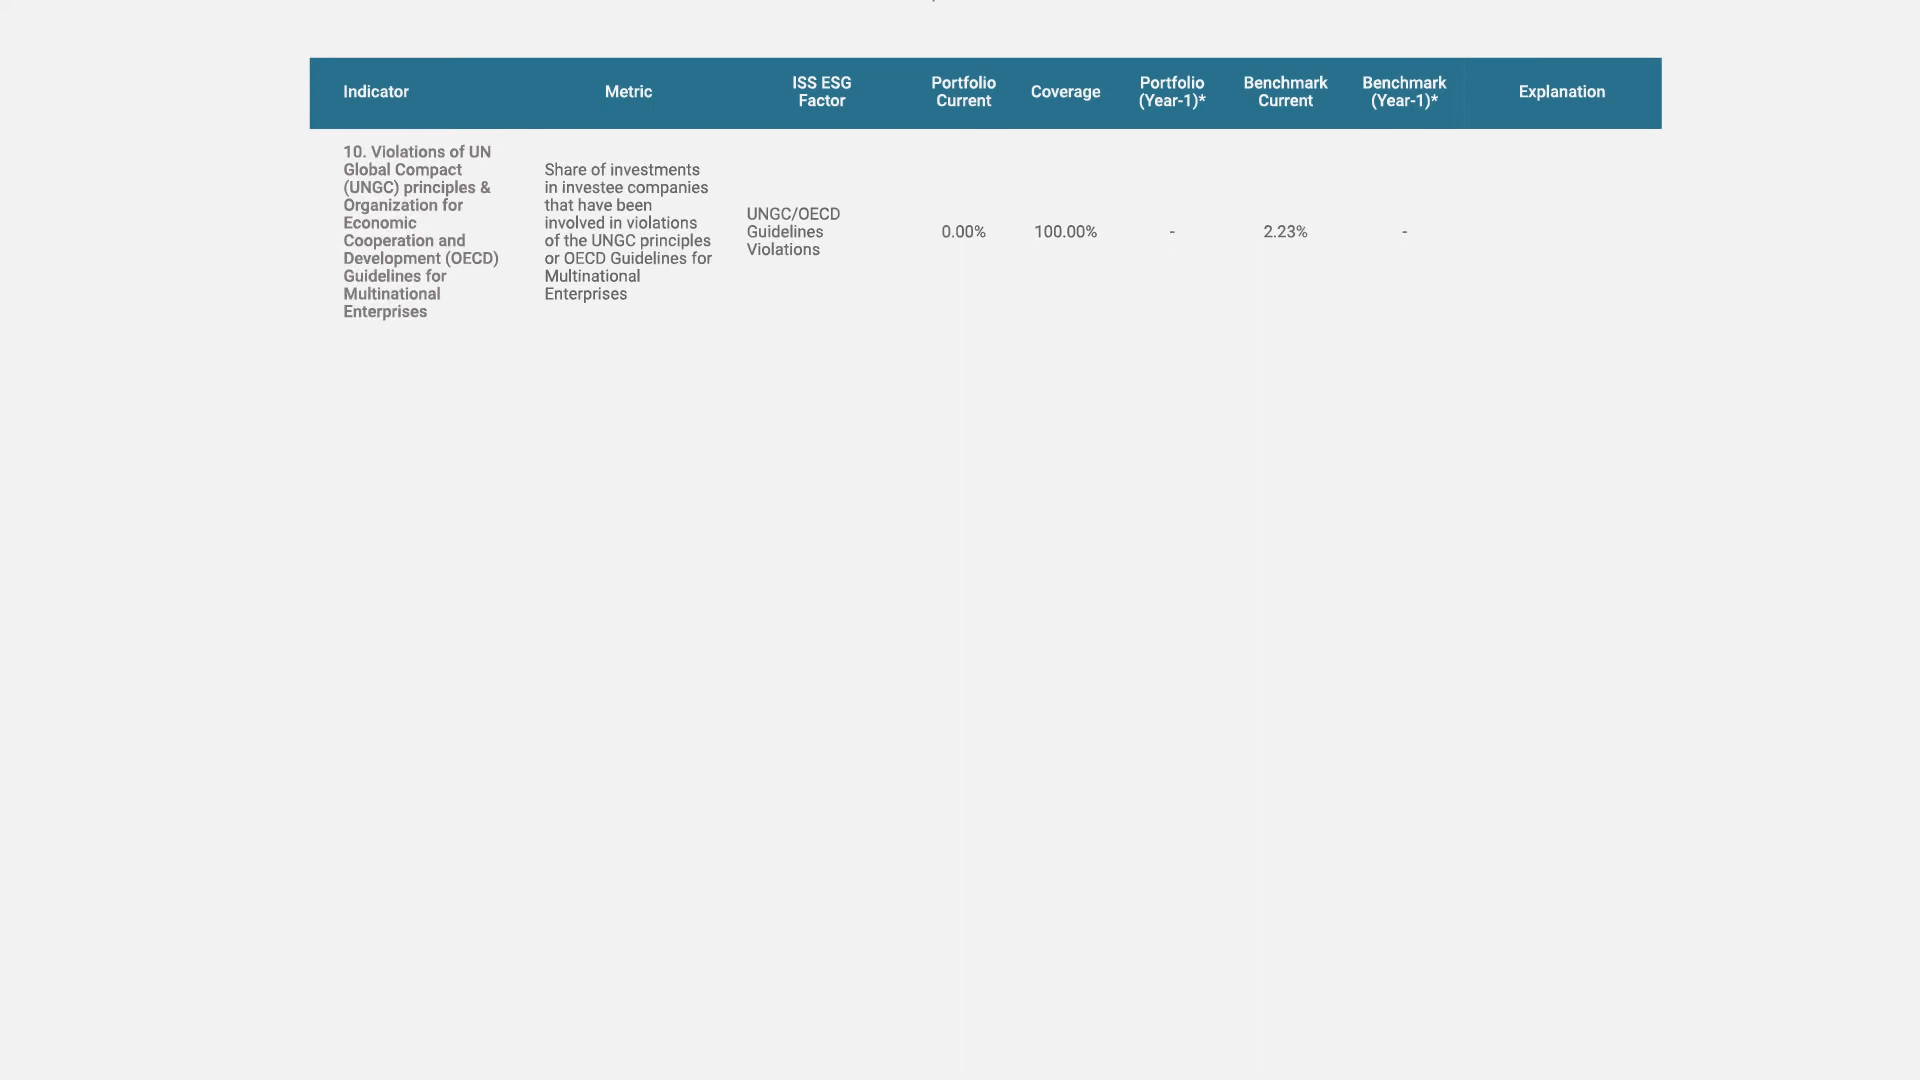 Indicator
Metric
ISS ESG
Factor
Portfolio
Current
Coverage
Portfolio
(Year-1)*
Benchmark
Current
Benchmark
(Year-1)*
Explanation
10. Violations of UN
Global Compact
(UNGC) principles &
Organization for
Economic
Cooperation and
Development (OECD)
Guidelines for
Multinational
Enterprises
Share of investments
in investee companies
that have been
involved in violations
of the UNGC principles
or OECD Guidelines for
Multinational
Enterprises
UNGC/OECD
Guidelines
Violations
0.00%
100.00%
-
2.23%
-